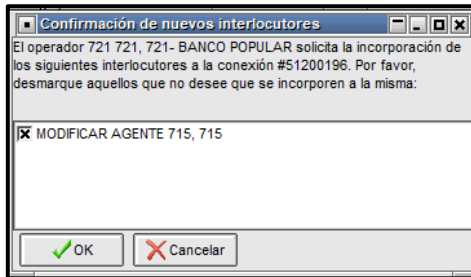 Confirmación de nuevos interlocutores
El operador 721 721, 721- BANCO POPULAR solicita la incorporación de
los siguientes interlocutores a la conexión #51200196. Por favor,
desmarque aquellos que no desee que se incorporen a la misma:
MODIFICAR AGENTE 715, 715
OK
Cancelar